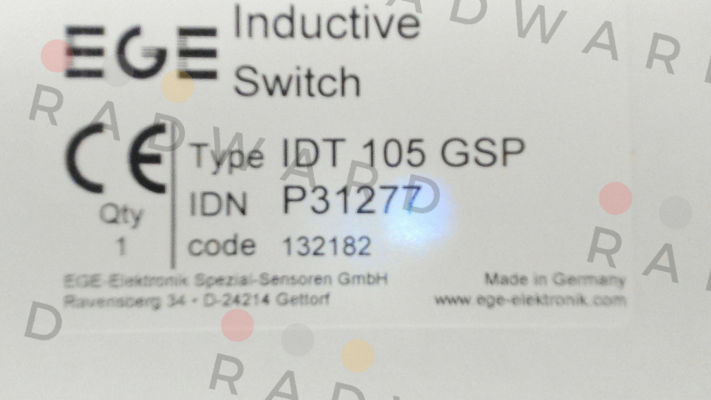 EGE Inductive
Switch
CE
Type IDT 105 GSP
IDN P31277
Qty
1
code 132182
EGE-Elektronik Spezial-Sensoren GmbH
Ravensberg 34 • D-24214 Gettorf
Made in Germany
www.ege-elektronik.com
RADWARD
RADWARD
RA
D
RADWAR